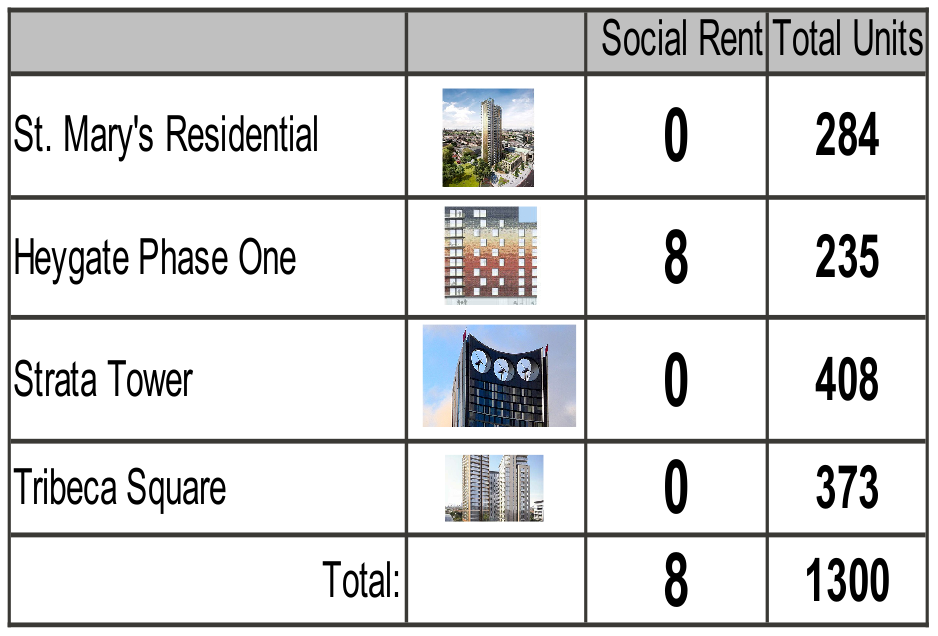 Social Rent Total Units
St. Mary's Residential 0 284
Heygate Phase One 8 235
Strata Tower 0 408
Tribeca Square 0 373
Total: 8 1300